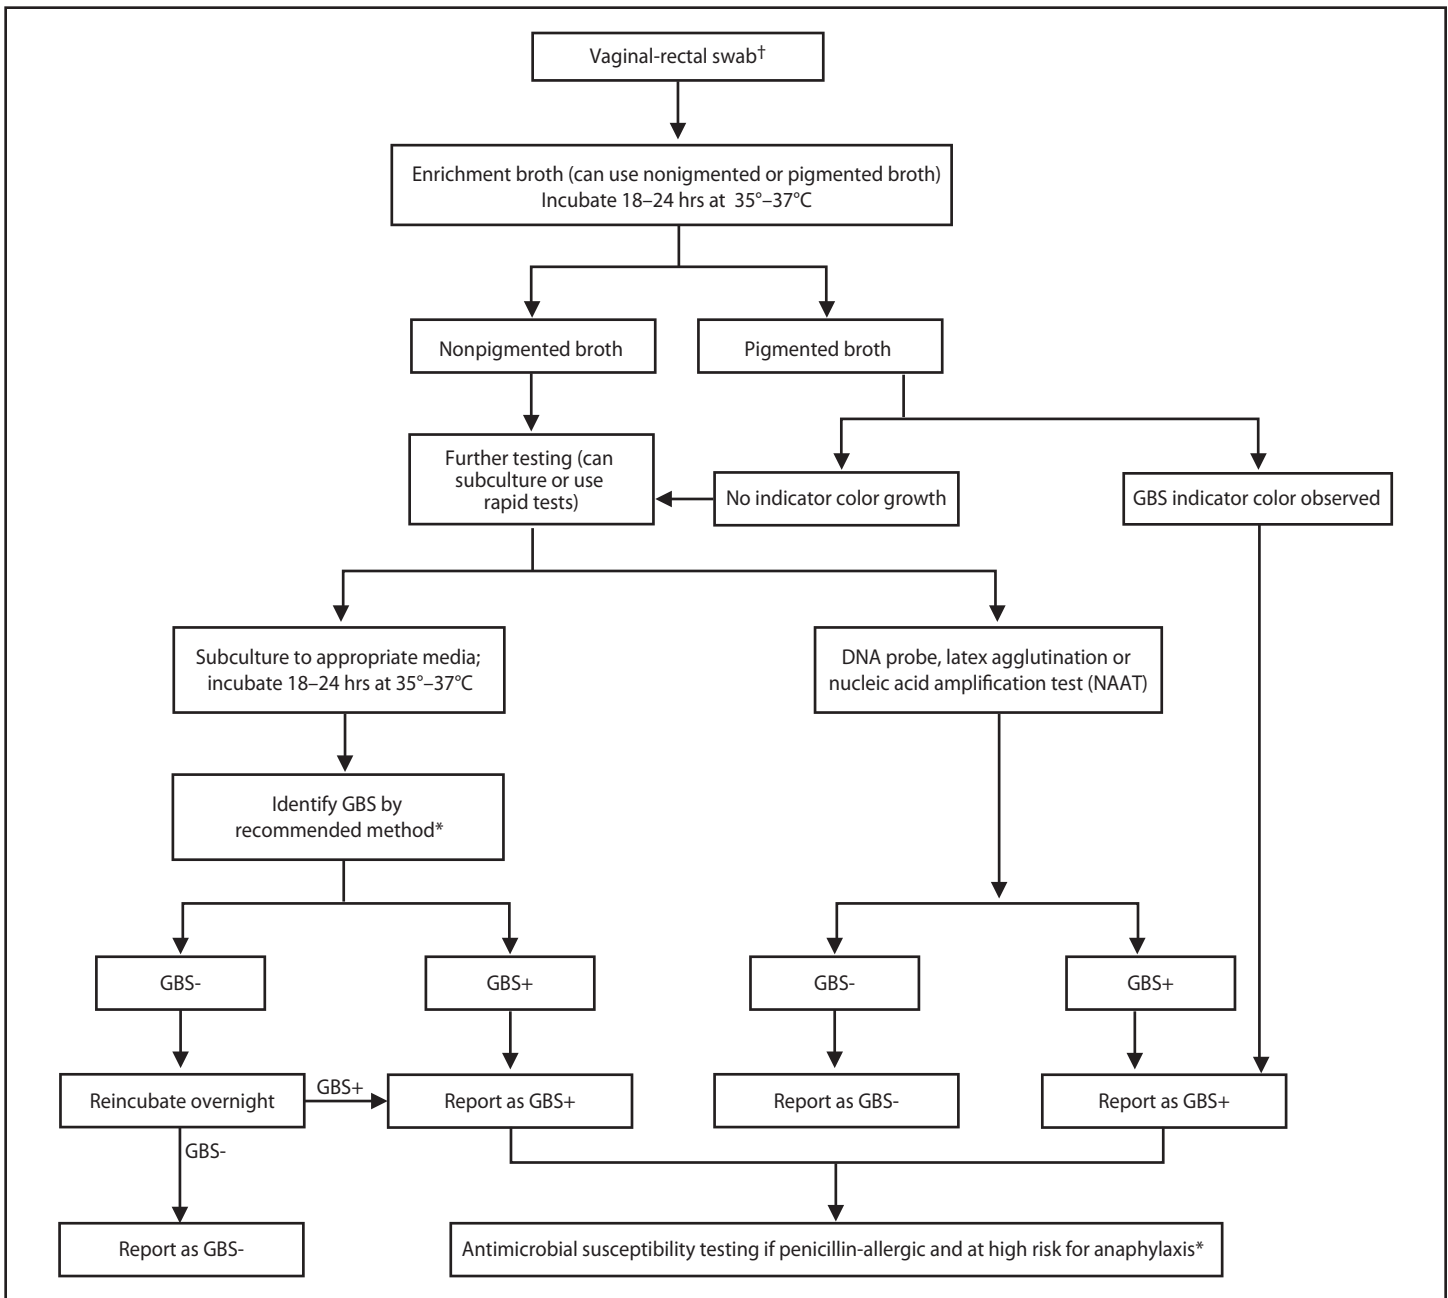 Vaginal-rectal swab†
Enrichment broth (can use nonigmented or pigmented broth)
Incubate 18–24 hrs at 35°–37°C
Nonpigmented broth
Pigmented broth
Further testing (can
subculture or use
rapid tests)
No indicator color growth
GBS indicator color observed
Subculture to appropriate media;
incubate 18–24 hrs at 35°–37°C
DNA probe, latex agglutination or
nucleic acid amplification test (NAAT)
Identify GBS by
recommended method*
GBS-
GBS+
GBS-
GBS+
Reincubate overnight
GBS+
Report as GBS+
Report as GBS-
Report as GBS+
GBS-
Report as GBS-
Antimicrobial susceptibility testing if penicillin-allergic and at high risk for anaphylaxis*